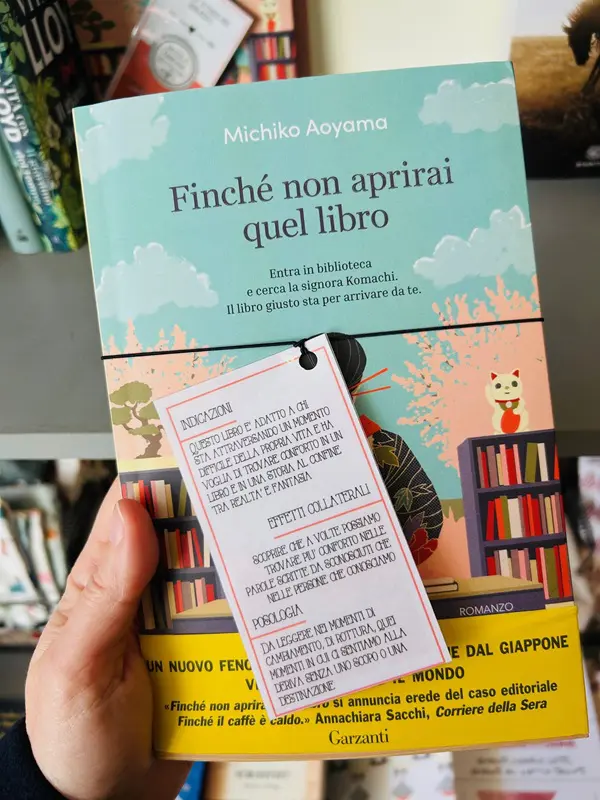 LLOY
Michiko Aoyama
Finché non aprirai
quel libro
Entra in biblioteca
e cerca la signora Komachi.
Il libro giusto sta per arrivare da te.
INDICAZIONI
QUESTO LIBRO E ADATTO A CHI
STA ATTRAVERSANDO UN MOMENTO
DIFFICILE DELLA PROPRIA VITA E HA
VOGLIA DI TROVARE CONFORTO IN UN
LIBRO E IN UNA STORIA AL CONFINE
TRA REALTA' E FANTASIA
EFFETTI COLLATERALI
SCOPRIRE CHE A VOLTE POSSIAMO
TROVARE PIU' CONFORTO NELLE
PAROLE SCRITTE DA SCONOSCIUTI CHE
NELLE PERSONE CHE CONOSCIAMO
POSOLOGIA
DA LEGGERE NEI MOMENTI DI
CAMBIAMENTO, DI ROTTURA, QUEI
MOMENTI IN CUI CI SENTIAMO ALLA
DERIVA SENZA UNO SCOPO O UNA
DESTINAZIONE
ROMANZO
UN NUOVO FENO NE DAL GIAPPONE
IL MONDO
«Finché non aprira bro si annuncia erede del caso editoriale
Finché il caffè è caldo.» Annachiara Sacchi, Corriere della Sera
Garzanti